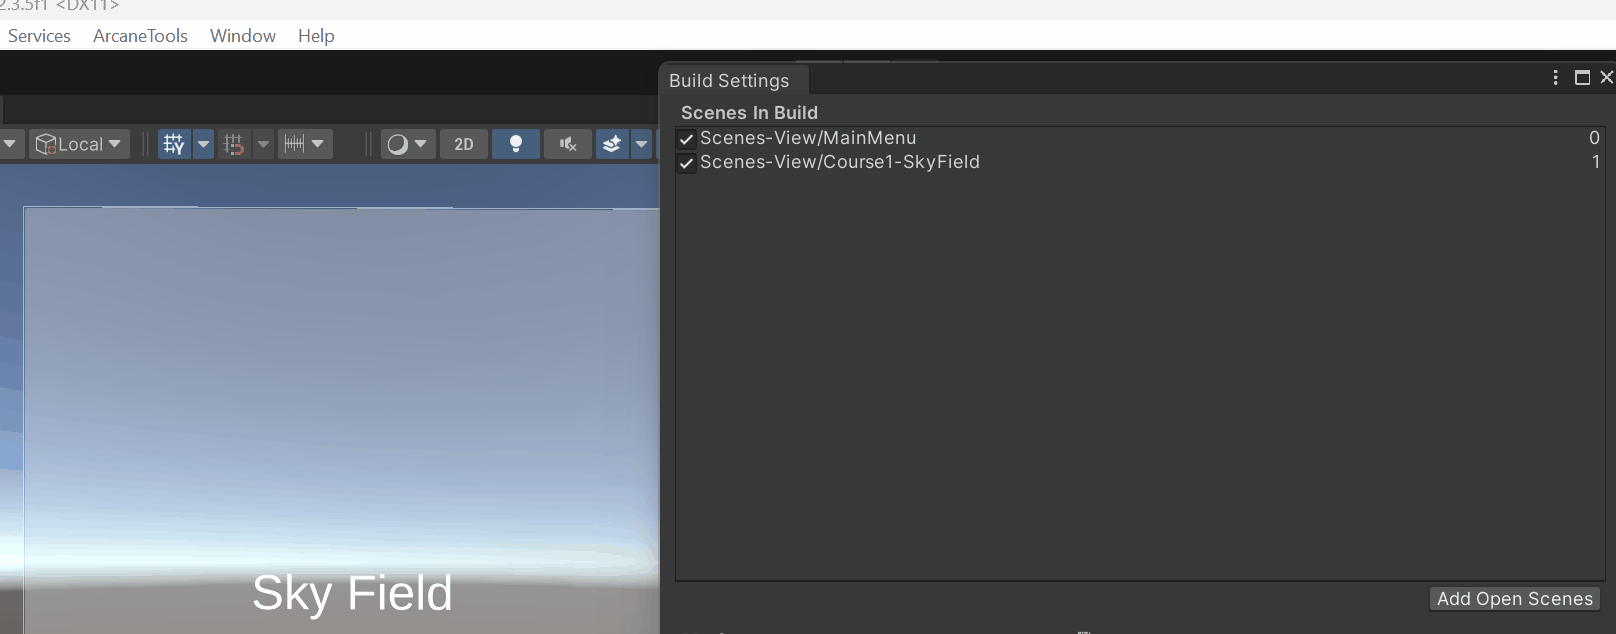 2.3.5f1 <DX11>
Services ArcaneTools Window Help
Build Settings
Scenes In Build
Local 2D
Scenes-View/MainMenu 0
Scenes-View/Course1-SkyField 1
Sky Field
Add Open Scenes